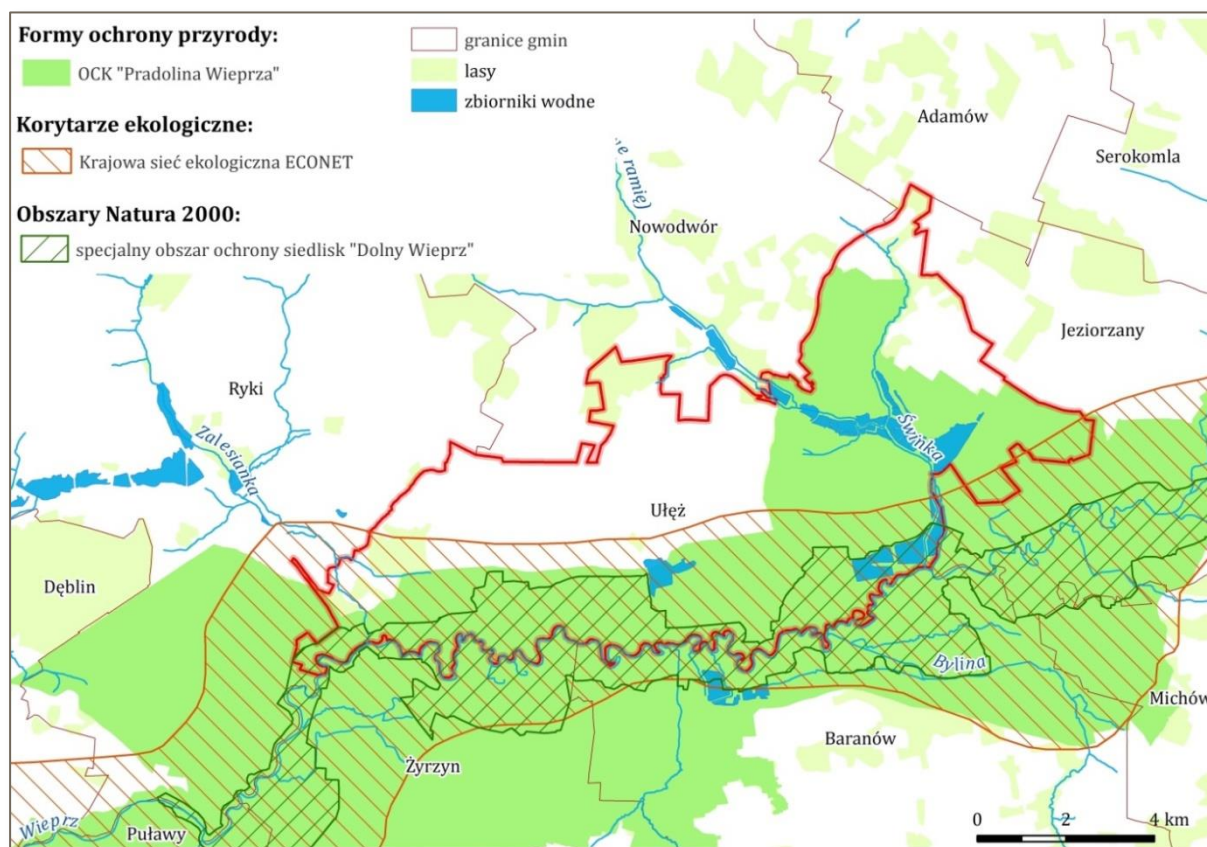 Formy ochrony przyrody:
OCK "Pradolina Wieprza"
Korytarze ekologiczne:
Krajowa sieć ekologiczna ECONET
Obszary Natura 2000:
specjalny obszar ochrony siedlisk "Dolny Wieprz"
granice gmin
lasy
zbiorniki wodne
Adamów
Serokomla
e ramię)
Nowodwór
Jeziorzany
Ryki
Zalesianka
Świnka
Ułęż
Dęblin
Bylina
Michów
Baranów
Żyrzyn
Wieprz
Puławy
0 2 4 km